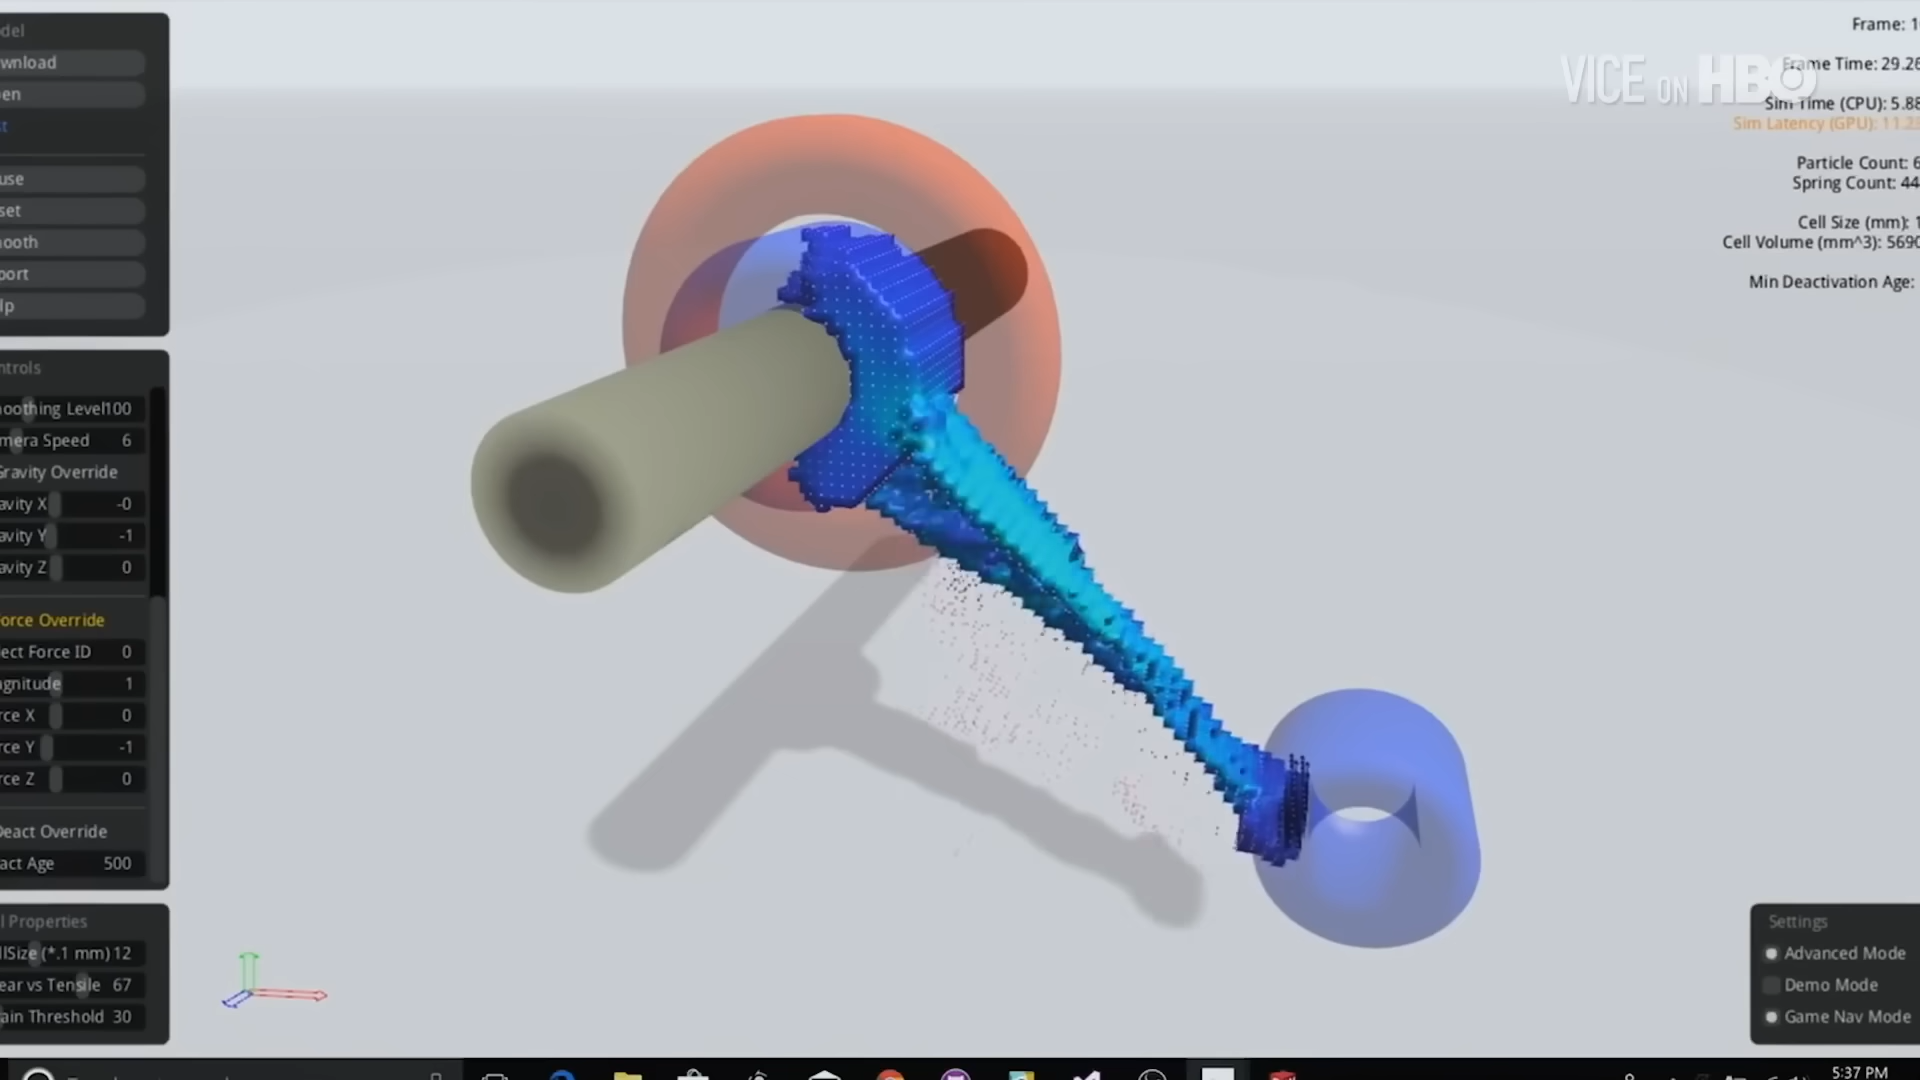 del
wnload
en
t
use
set
ooth
port
lp
ntrols
oothing Level100
mera Speed 6
Gravity Override
avity X -0
avity Y -1
avity Z 0
orce Override
ect Force ID 0
agnitude 1
rce X 0
rce Y -1
rce Z 0
Deact Override
act Age 500
l Properties
llSize (*.1 mm) 12
ear vs Tensile 67
ain Threshold 30
Frame: 1
Frame Time: 29.26
VICE ON HBO
Sim Time (CPU): 5.88
Sim Latency (GPU): 11.2
Particle Count: 6
Spring Count: 44
Cell Size (mm): 1
Cell Volume (mm^3): 5690
Min Deactivation Age:
Settings
Advanced Mode
Demo Mode
Game Nav Mode
5:37 PM